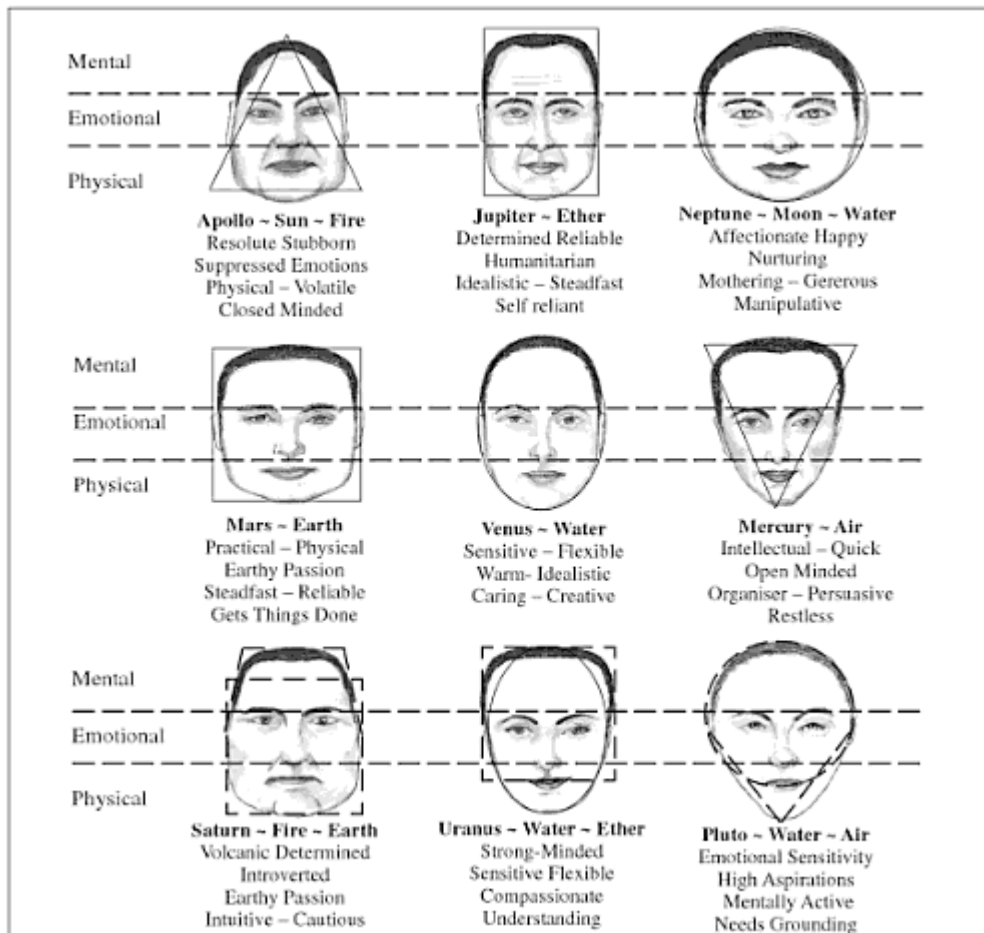 Mental
Emotional
Physical
Apollo ~ Sun ~ Fire
Resolute Stubborn
Suppressed Emotions
Physical – Volatile
Closed Minded
Jupiter ~ Ether
Determined Reliable
Humanitarian
Idealistic – Steadfast
Self reliant
Neptune ~ Moon ~ Water
Affectionate Happy
Nurturing
Mothering – Gererous
Manipulative
Mental
Emotional
Physical
Mars ~ Earth
Practical – Physical
Earthy Passion
Steadfast – Reliable
Gets Things Done
Venus ~ Water
Sensitive – Flexible
Warm- Idealistic
Caring – Creative
Mercury ~ Air
Intellectual – Quick
Open Minded
Organiser – Persuasive
Restless
Mental
Emotional
Physical
Saturn ~ Fire ~ Earth
Volcanic Determined
Introverted
Earthy Passion
Intuitive – Cautious
Uranus ~ Water ~ Ether
Strong-Minded
Sensitive Flexible
Compassionate
Understanding
Pluto ~ Water ~ Air
Emotional Sensitivity
High Aspirations
Mentally Active
Needs Grounding